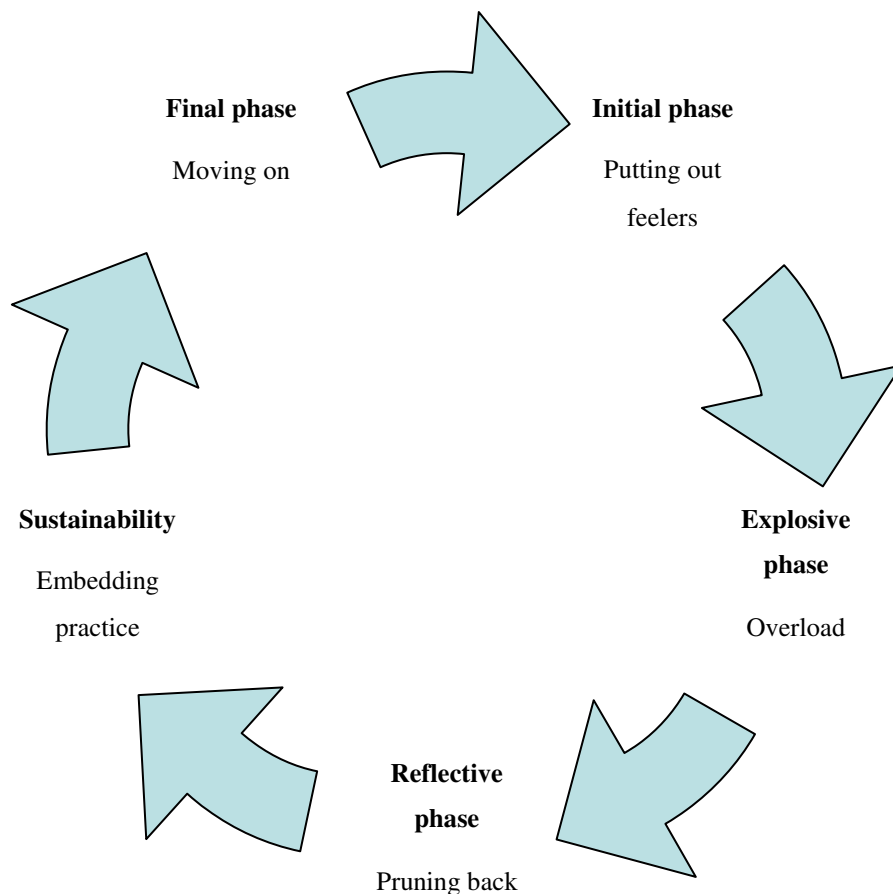 Final phase
Moving on
Initial phase
Putting out
feelers
Explosive
phase
Overload
Reflective
phase
Pruning back
Sustainability
Embedding
practice